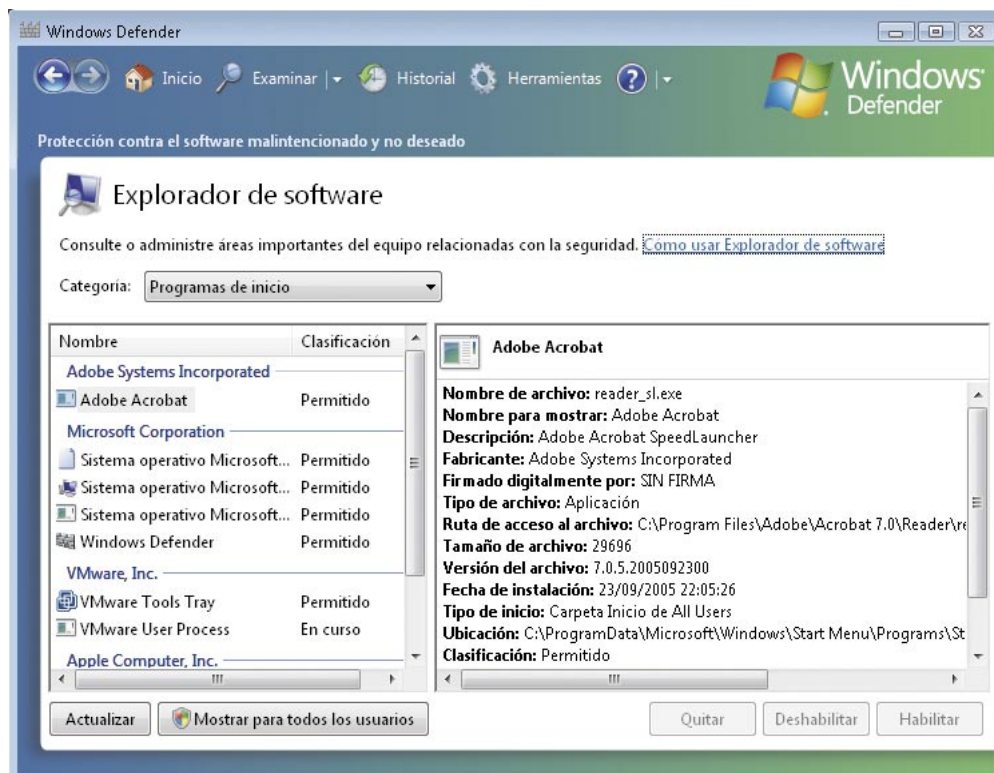 Windows Defender
Inicio Examinar Historial Herramientas ?
Windows
Defender
Protección contra el software malintencionado y no deseado
Explorador de software
Consulte o administre áreas importantes del equipo relacionadas con la seguridad. Cómo usar Explorador de software
Categoría: Programas de inicio
Nombre Clasificación
Adobe Systems Incorporated
Adobe Acrobat Permitido
Microsoft Corporation
Sistema operativo Microsoft... Permitido
Sistema operativo Microsoft... Permitido
Sistema operativo Microsoft... Permitido
Windows Defender Permitido
VMware, Inc.
VMware Tools Tray Permitido
VMware User Process En curso
Apple Computer, Inc.
Adobe Acrobat
Nombre de archivo: reader_sl.exe
Nombre para mostrar: Adobe Acrobat
Descripción: Adobe Acrobat SpeedLauncher
Fabricante: Adobe Systems Incorporated
Firmado digitalmente por: SIN FIRMA
Tipo de archivo: Aplicación
Ruta de acceso al archivo: C:\Program Files\Adobe\Acrobat 7.0\Reader\re
Tamaño de archivo: 29696
Versión del archivo: 7.0.5.2005092300
Fecha de instalación: 23/09/2005 22:05:26
Tipo de inicio: Carpeta Inicio de All Users
Ubicación: C:\ProgramData\Microsoft\Windows\Start Menu\Programs\St
Clasificación: Permitido
Actualizar Mostrar para todos los usuarios Quitar Deshabilitar Habilitar